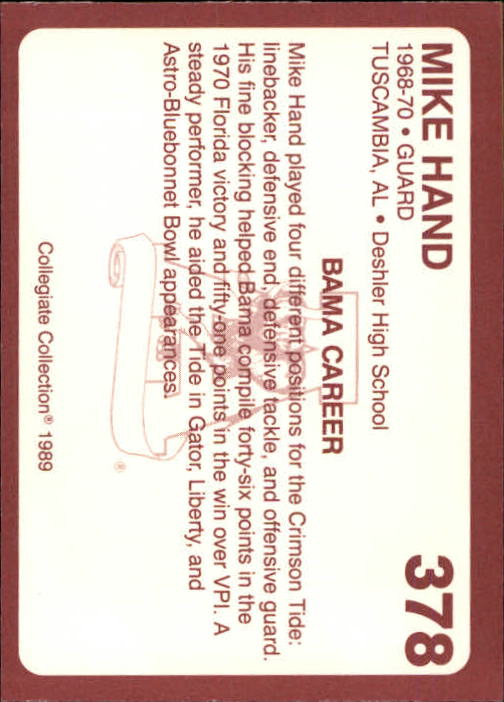 MIKE HAND 378
1968-70 • GUARD
TUSCAMBIA, AL • Deshler High School
BAMA CAREER
Mike Hand played four different positions for the Crimson Tide:
linebacker, defensive end, defensive tackle, and offensive guard.
His fine blocking helped Bama compile forty-six points in the
1970 Florida victory and fifty-one points in the win over VPI. A
steady performer, he aided the Tide in Gator, Liberty, and
Astro-Bluebonnet Bowl appearances.
Collegiate Collection® 1989
®